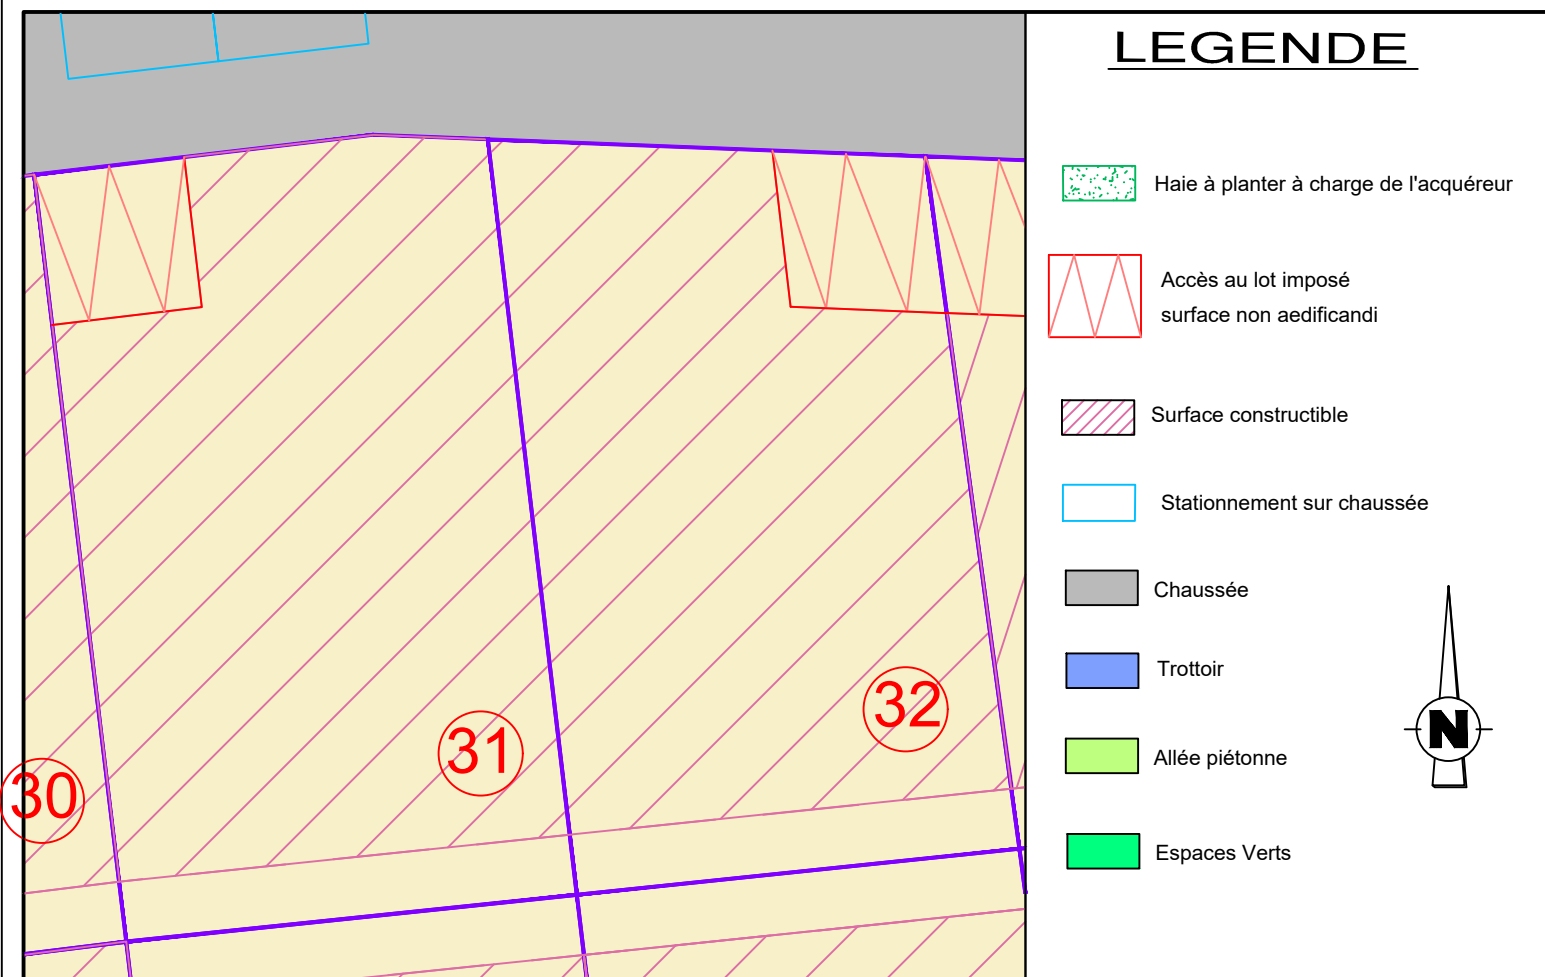 LEGENDE
Haie à planter à charge de l'acquéreur
Accès au lot imposé
surface non aedificandi
Surface constructible
Stationnement sur chaussée
Chaussée
Trottoir
Allée piétonne
Espaces Verts
N
30
31
32